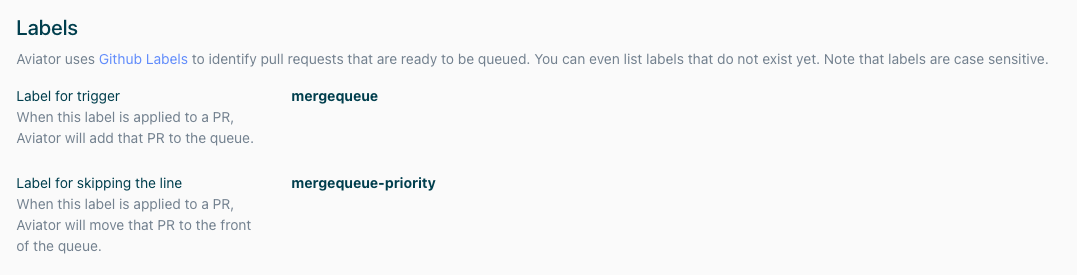 Labels
Aviator uses Github Labels to identify pull requests that are ready to be queued. You can even list labels that do not exist yet. Note that labels are case sensitive.
Label for trigger
When this label is applied to a PR,
Aviator will add that PR to the queue.
mergequeue
Label for skipping the line
When this label is applied to a PR,
Aviator will move that PR to the front
of the queue.
mergequeue-priority